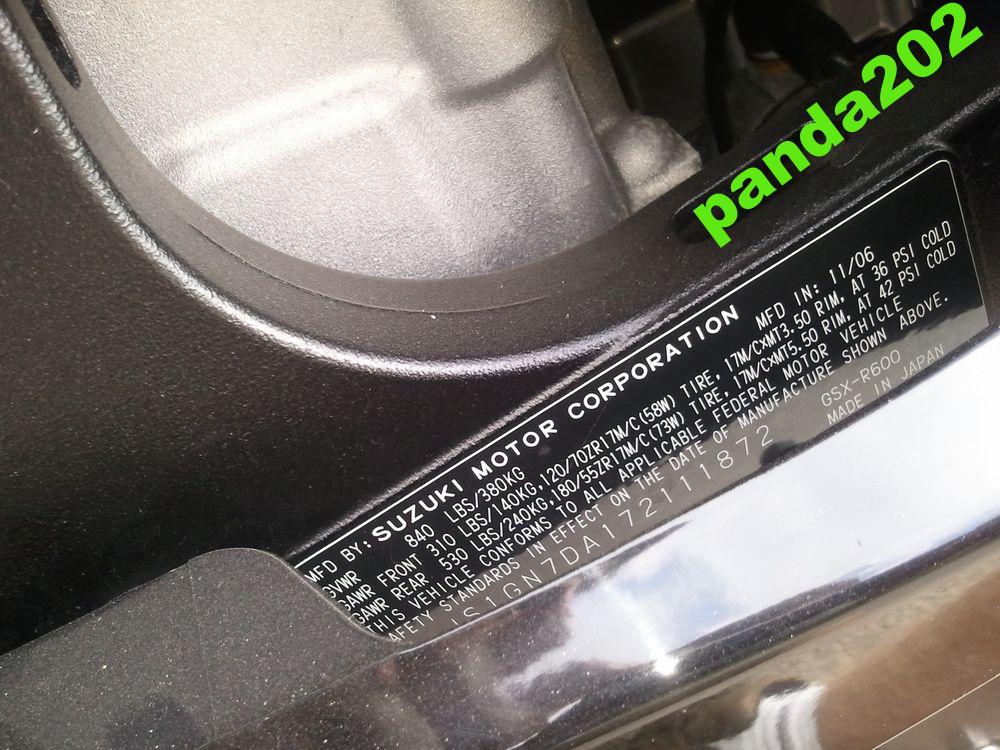 panda202
MFD BY: SUZUKI MOTOR CORPORATION
GVWR 840 LBS/380KG MFD IN: 11/06
GAWR FRONT 310 LBS/140KG,120/70ZR17M/C(58W) TIRE, 17M/CxMT3.50 RIM, AT 36 PSI COLD
GAWR REAR 530 LBS/240KG,180/55ZR17M/C(73W) TIRE, 17M/CxMT5.50 RIM, AT 42 PSI COLD
THIS VEHICLE CONFORMS TO ALL APPLICABLE FEDERAL MOTOR VEHICLE
AFETY STANDARDS IN EFFECT ON THE DATE OF MANUFACTURE SHOWN ABOVE.
JS1GN7DA172111872 GSX-R600
MADE IN JAPAN